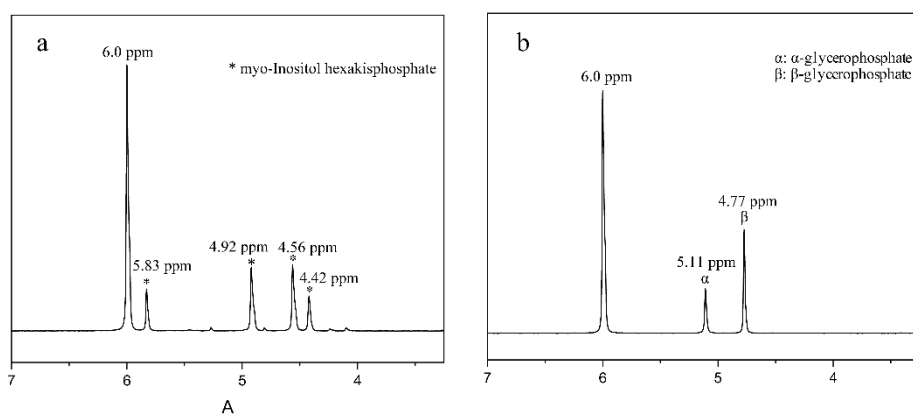 a
6.0 ppm
* myo-Inositol hexakisphosphate
5.83 ppm
*
4.92 ppm
*
4.56 ppm
*
4.42 ppm
*
7 6 5 4
A
b
α: α-glycerophosphate
β: β-glycerophosphate
6.0 ppm
4.77 ppm
β
5.11 ppm
α
7 6 5 4